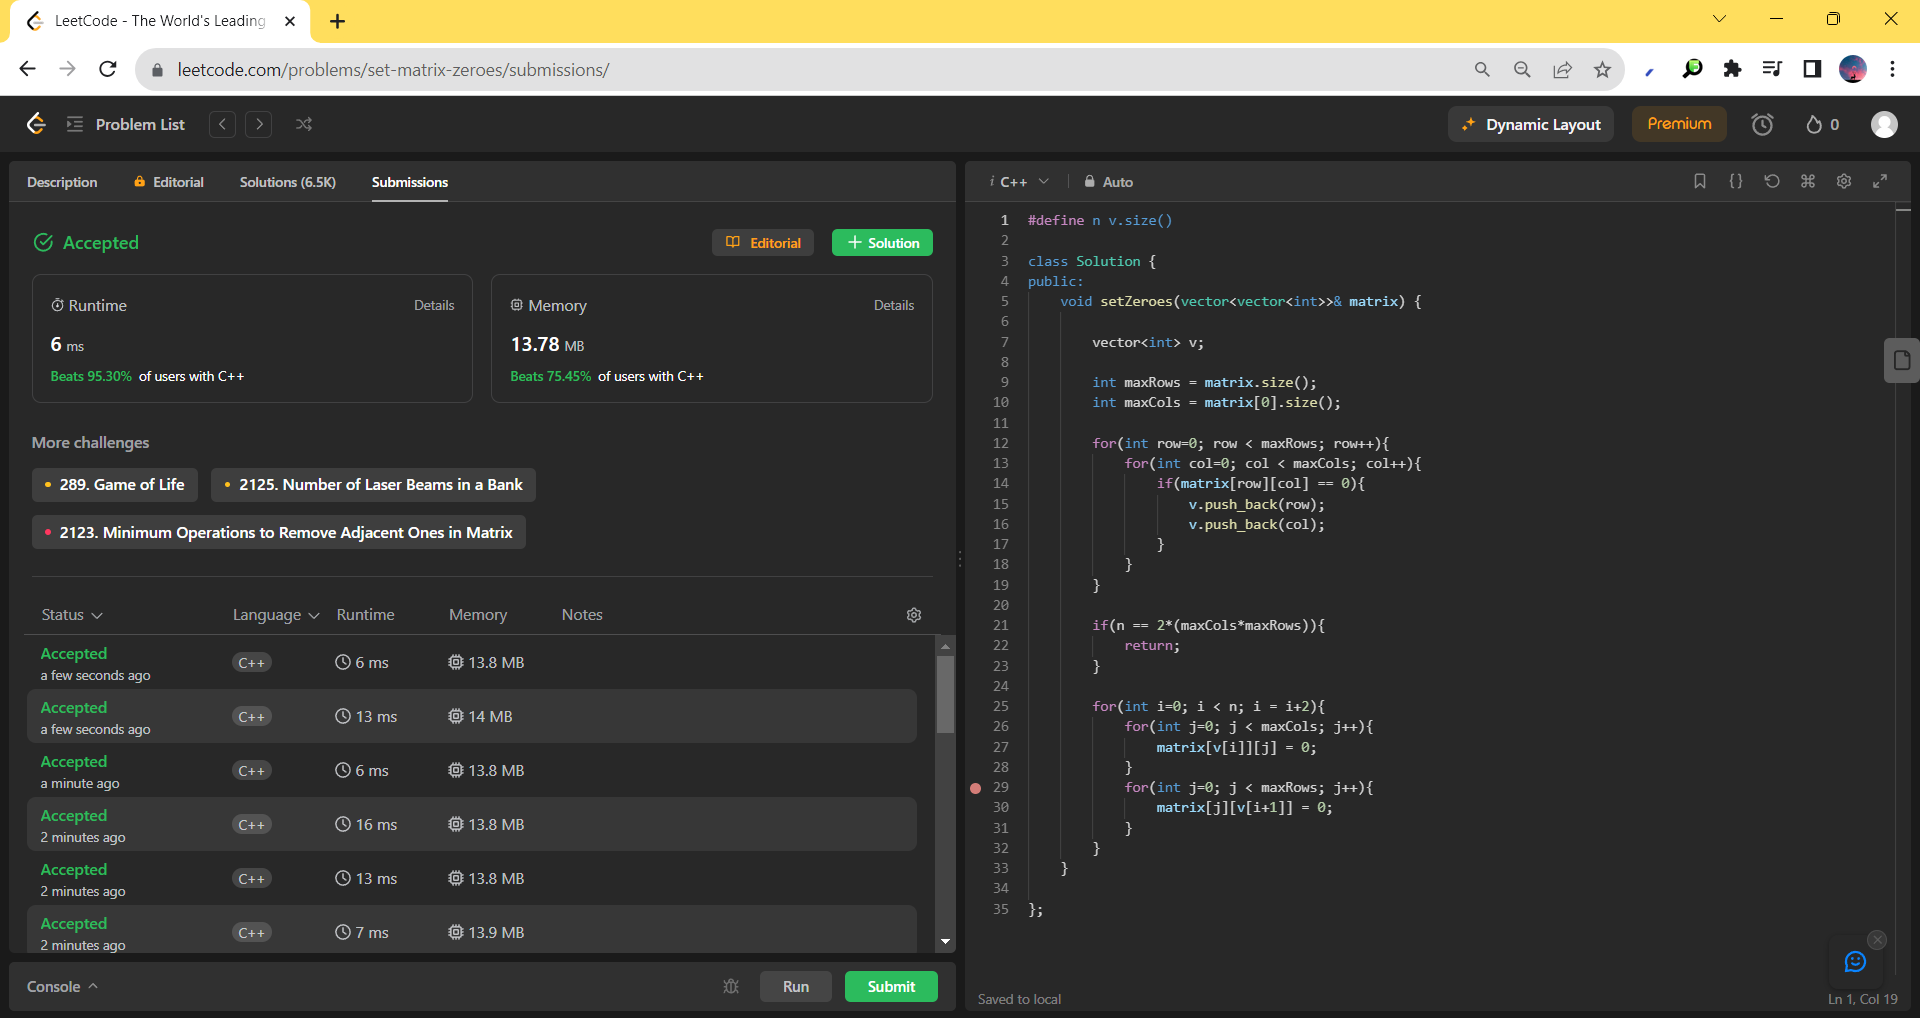 LeetCode - The World's Leading
leetcode.com/problems/set-matrix-zeroes/submissions/
Problem List
Dynamic Layout
Premium
0
Description
Editorial
Solutions (6.5K)
Submissions
Accepted
Editorial
Solution
Runtime
Details
6 ms
Beats 95.30% of users with C++
Memory
Details
13.78 MB
Beats 75.45% of users with C++
More challenges
289. Game of Life
2125. Number of Laser Beams in a Bank
2123. Minimum Operations to Remove Adjacent Ones in Matrix
Status Language Runtime Memory Notes
Accepted
a few seconds ago
C++ 6 ms 13.8 MB
Accepted
a few seconds ago
C++ 13 ms 14 MB
Accepted
a minute ago
C++ 6 ms 13.8 MB
Accepted
2 minutes ago
C++ 16 ms 13.8 MB
Accepted
2 minutes ago
C++ 13 ms 13.8 MB
Accepted
2 minutes ago
C++ 7 ms 13.9 MB
Console
Run
Submit
i C++
Auto
1 #define n v.size()
2
3 class Solution {
4 public:
5     void setZeroes(vector<vector<int>>& matrix) {
6
7         vector<int> v;
8
9         int maxRows = matrix.size();
10         int maxCols = matrix[0].size();
11
12         for(int row=0; row < maxRows; row++){
13             for(int col=0; col < maxCols; col++){
14                 if(matrix[row][col] == 0){
15                     v.push_back(row);
16                     v.push_back(col);
17                 }
18             }
19         }
20
21         if(n == 2*(maxCols*maxRows)){
22             return;
23         }
24
25         for(int i=0; i < n; i = i+2){
26             for(int j=0; j < maxCols; j++){
27                 matrix[v[i]][j] = 0;
28             }
29             for(int j=0; j < maxRows; j++){
30                 matrix[j][v[i+1]] = 0;
31             }
32         }
33     }
34
35 };
Saved to local
Ln 1, Col 19